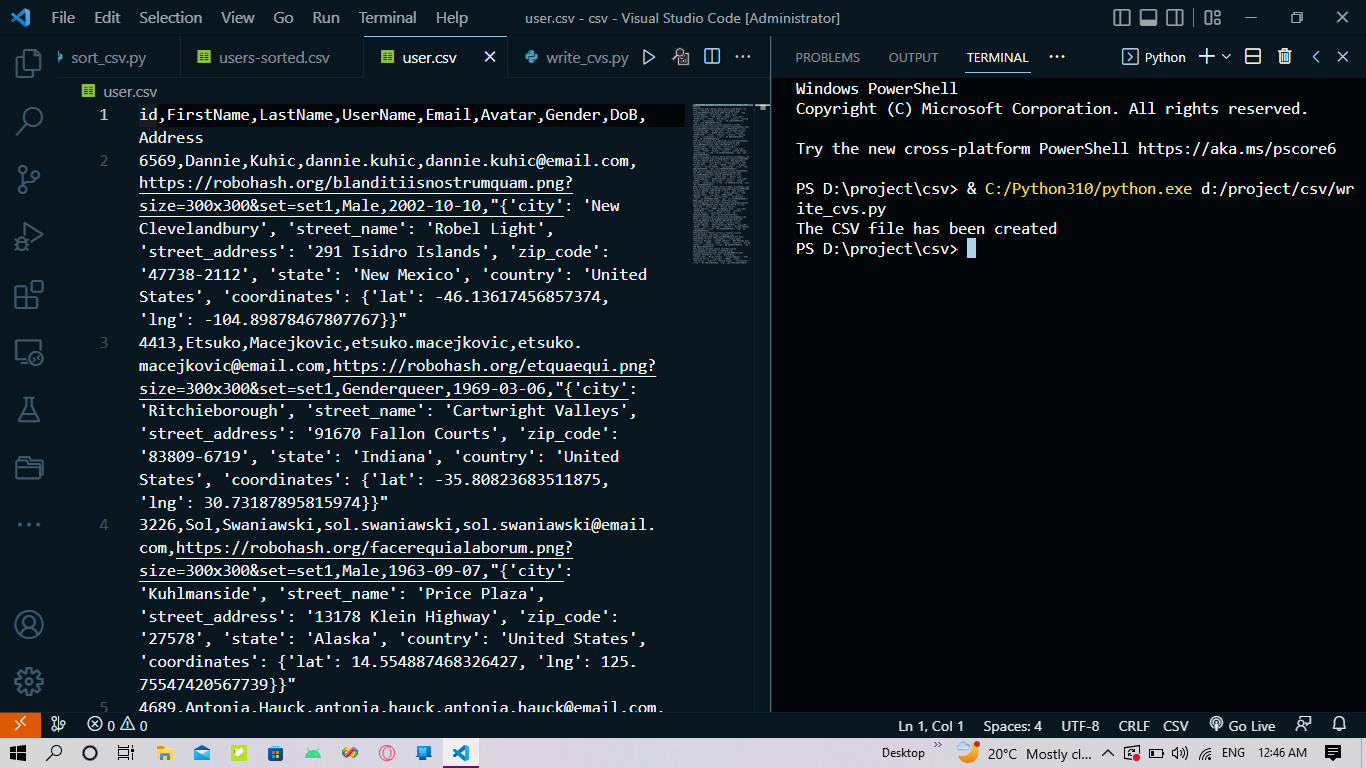 File Edit Selection View Go Run Terminal Help user.csv - csv - Visual Studio Code [Administrator]
sort_csv.py users-sorted.csv user.csv write_cvs.py
PROBLEMS OUTPUT TERMINAL Python
user.csv
1 id,FirstName,LastName,UserName,Email,Avatar,Gender,DoB,
Address
2 6569,Dannie,Kuhic,dannie.kuhic,dannie.kuhic@email.com,
https://robohash.org/blanditiisnostrumquam.png?
size=300x300&set=set1,Male,2002-10-10,"{'city': 'New
Clevelandbury', 'street_name': 'Robel Light',
'street_address': '291 Isidro Islands', 'zip_code':
'47738-2112', 'state': 'New Mexico', 'country': 'United
States', 'coordinates': {'lat': -46.13617456857374,
'lng': -104.89878467807767}}"
3 4413,Etsuko,Macejkovic,etsuko.macejkovic,etsuko.
macejkovic@email.com,https://robohash.org/etquaequi.png?
size=300x300&set=set1,Genderqueer,1969-03-06,"{'city':
'Ritchieborough', 'street_name': 'Cartwright Valleys',
'street_address': '91670 Fallon Courts', 'zip_code':
'83809-6719', 'state': 'Indiana', 'country': 'United
States', 'coordinates': {'lat': -35.80823683511875,
'lng': 30.73187895815974}}"
4 3226,Sol,Swaniawski,sol.swaniawski,sol.swaniawski@email.
com,https://robohash.org/facerequialaborum.png?
size=300x300&set=set1,Male,1963-09-07,"{'city':
'Kuhlmanside', 'street_name': 'Price Plaza',
'street_address': '13178 Klein Highway', 'zip_code':
'27578', 'state': 'Alaska', 'country': 'United States',
'coordinates': {'lat': 14.554887468326427, 'lng': 125.
75547420567739}}"
5 4689,Antonia,Hauck,antonia.hauck,antonia.hauck@email.com,
Windows PowerShell
Copyright (C) Microsoft Corporation. All rights reserved.
Try the new cross-platform PowerShell https://aka.ms/pscore6
PS D:\project\csv> & C:/Python310/python.exe d:/project/csv/wr
ite_cvs.py
The CSV file has been created
PS D:\project\csv>
0 0 Ln 1, Col 1 Spaces: 4 UTF-8 CRLF CSV Go Live
Desktop 20°C Mostly cl... ENG 12:46 AM